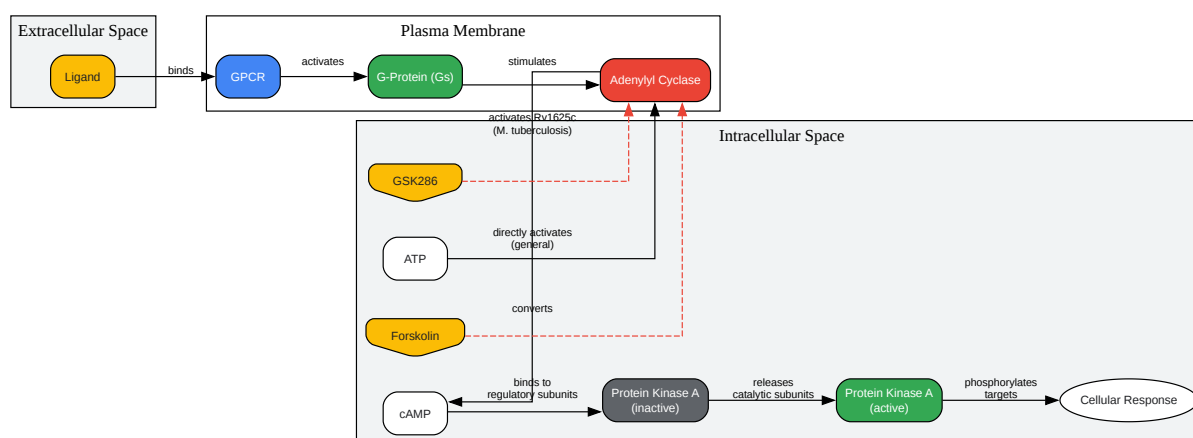 Extracellular Space
Plasma Membrane
Ligand
binds
GPCR
activates
G-Protein (Gs)
stimulates
Adenylyl Cyclase
activates Rv1625c
(M. tuberculosis)
Intracellular Space
GSK286
directly activates
(general)
ATP
converts
Forskolin
binds to
regulatory subunits
cAMP
Protein Kinase A
(inactive)
releases
catalytic subunits
Protein Kinase A
(active)
phosphorylates
targets
Cellular Response